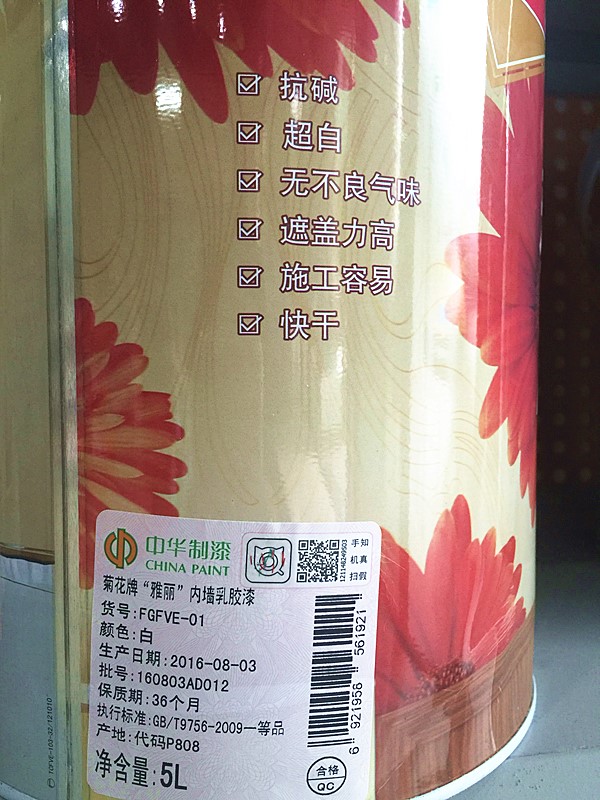 抗碱
超白
无不良气味
遮盖力高
施工容易
快干
中华制漆
CHINA PAINT
手知
机真
扫假
菊花牌“雅丽”内墙乳胶漆
货号:FGFVE-01
颜色:白
生产日期:2016-08-03
批号:160803AD012
保质期:36个月
执行标准:GB/T9756-2009一等品
产地:代码P808
净含量:5L
6 921956 561921
合格
QC